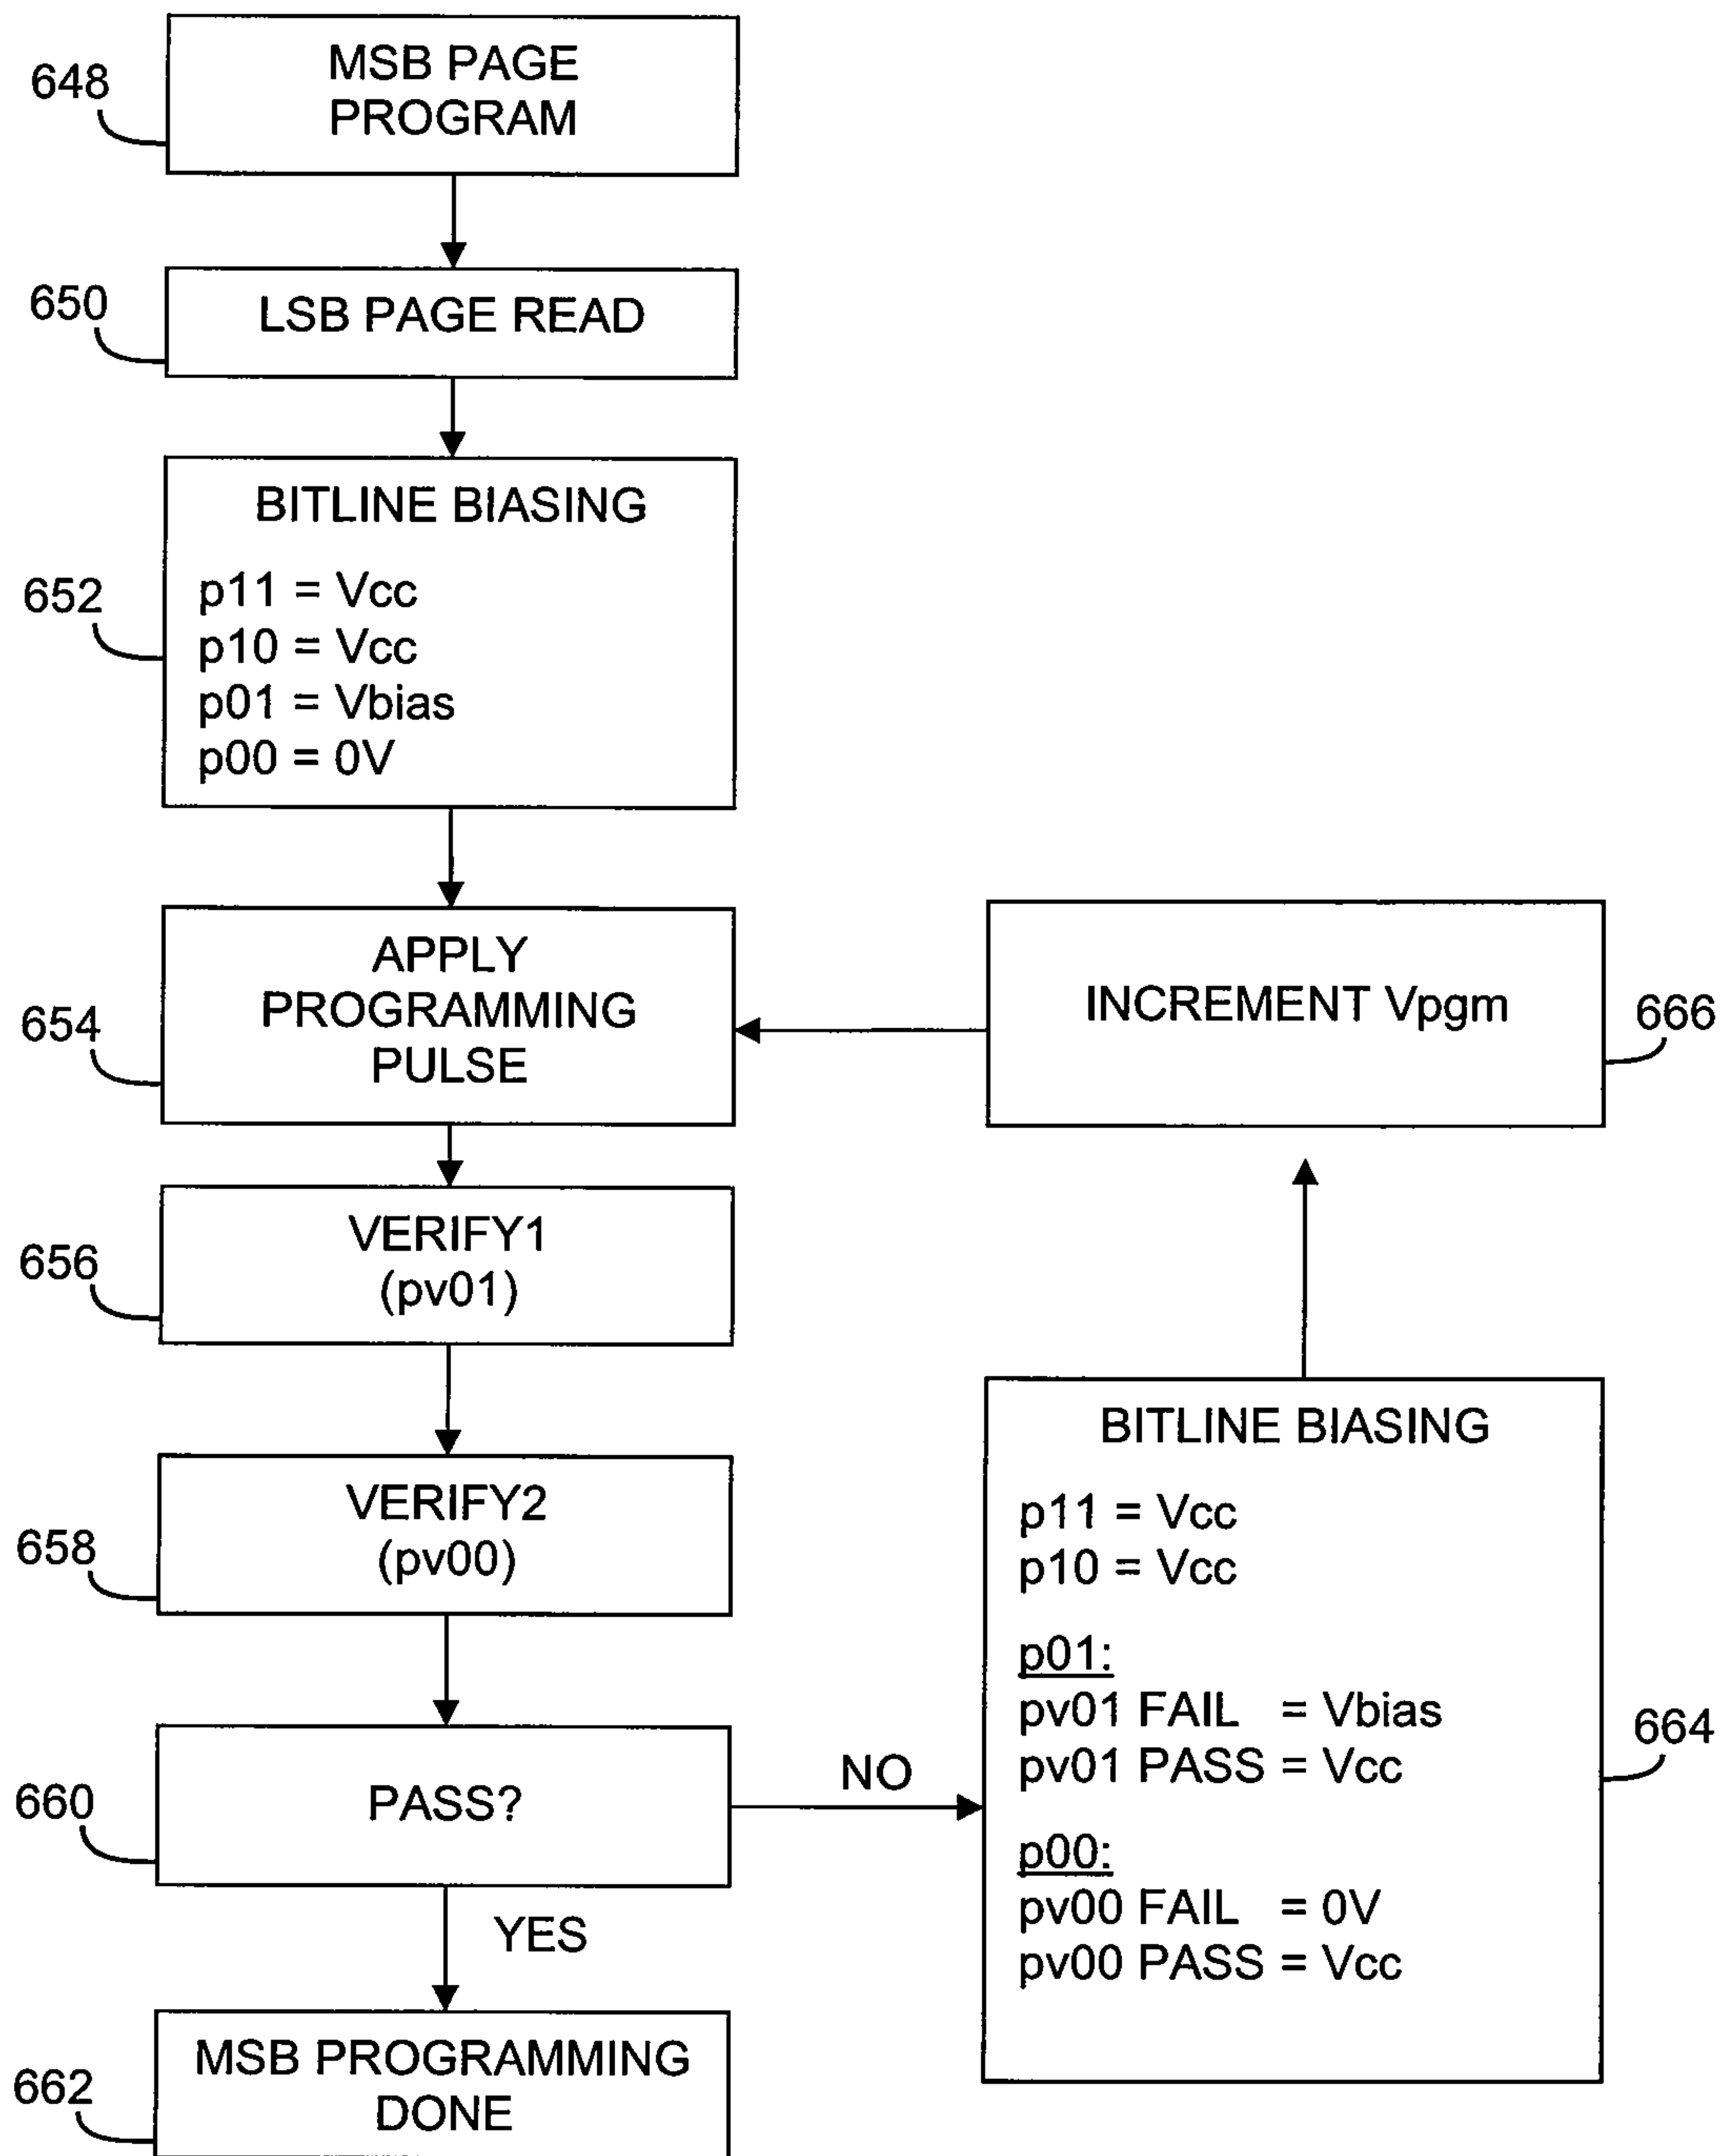 648
MSB PAGE
PROGRAM
650
LSB PAGE READ
652
BITLINE BIASING
p11 = Vcc
p10 = Vcc
p01 = Vbias
p00 = 0V
654
APPLY
PROGRAMMING
PULSE
INCREMENT Vpgm
666
656
VERIFY1
(pv01)
658
VERIFY2
(pv00)
660
PASS?
NO
YES
BITLINE BIASING
p11 = Vcc
p10 = Vcc
p01:
pv01 FAIL = Vbias
pv01 PASS = Vcc
p00:
pv00 FAIL = 0V
pv00 PASS = Vcc
664
662
MSB PROGRAMMING
DONE